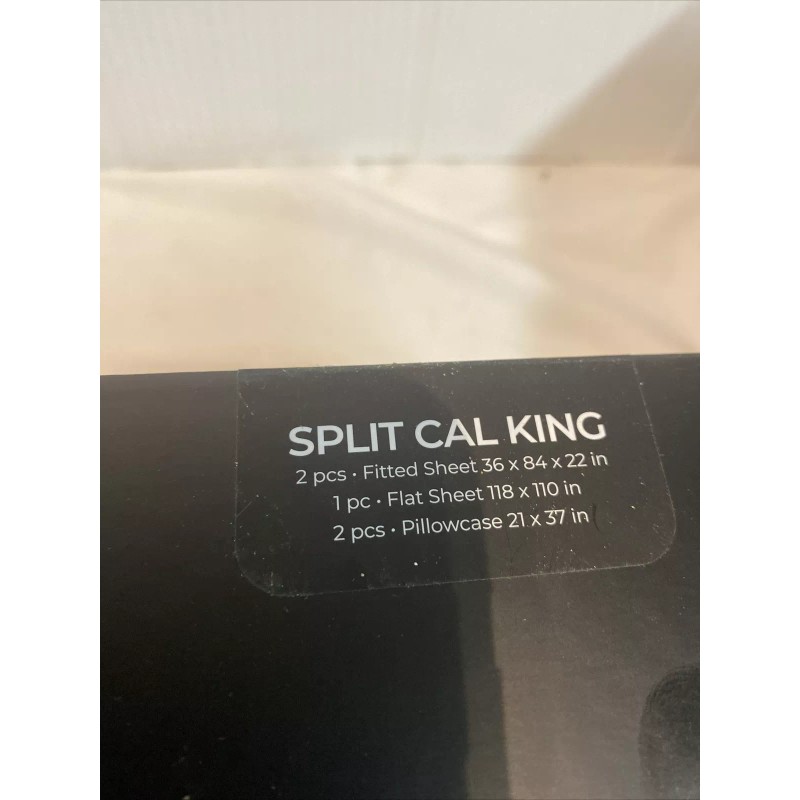 SPLIT CAL KING
2 pcs • Fitted Sheet 36 x 84 x 22 in
1 pc • Flat Sheet 118 x 110 in
2 pcs • Pillowcase 21 x 37 in